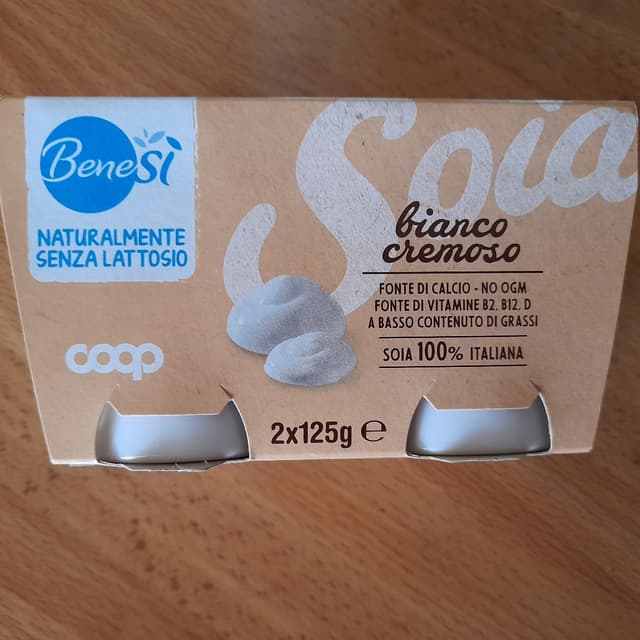 BeneSì
NATURALMENTE
SENZA LATTOSIO
Soia
bianco
cremoso
FONTE DI CALCIO - NO OGM
FONTE DI VITAMINE B2, B12, D
A BASSO CONTENUTO DI GRASSI
SOIA 100% ITALIANA
coop
2x125g ℮